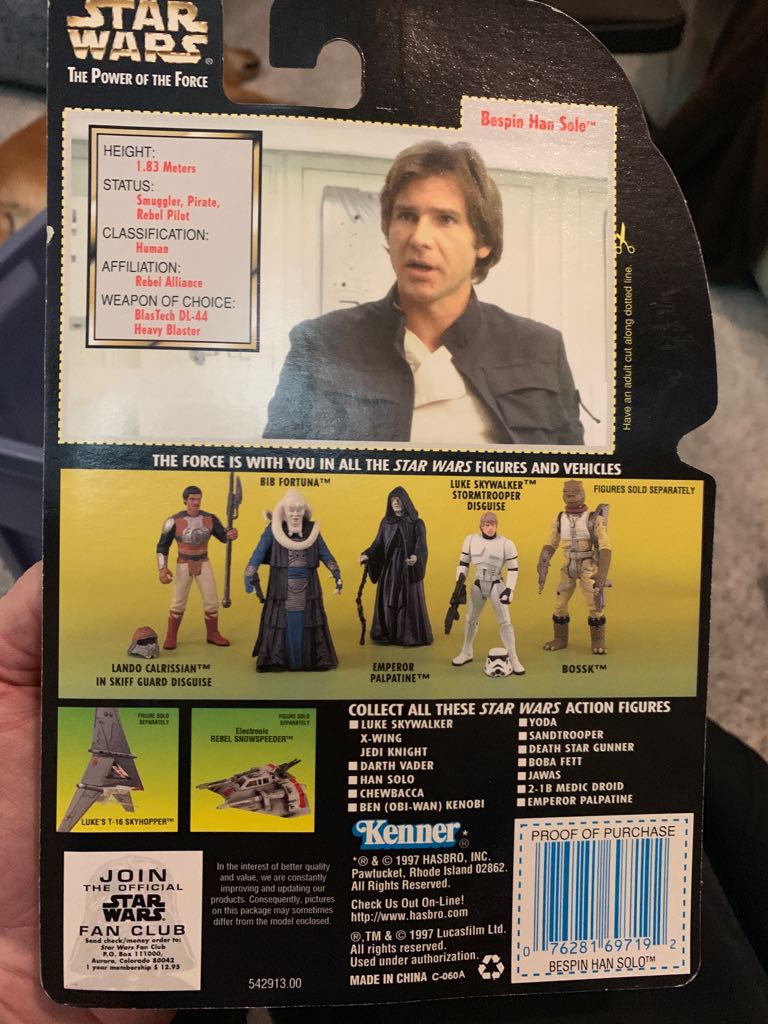 STAR
WARS®
THE POWER OF THE FORCE
Bespin Han Solo™
HEIGHT:
1.83 Meters
STATUS:
Smuggler, Pirate,
Rebel Pilot
CLASSIFICATION:
Human
AFFILIATION:
Rebel Alliance
WEAPON OF CHOICE:
BlasTech DL-44
Heavy Blaster
Have an adult cut along dotted line.
THE FORCE IS WITH YOU IN ALL THE STAR WARS FIGURES AND VEHICLES
BIB FORTUNA™
LUKE SKYWALKER™
STORMTROOPER
DISGUISE
FIGURES SOLD SEPARATELY
LANDO CALRISSIAN™
IN SKIFF GUARD DISGUISE
EMPEROR
PALPATINE™
BOSSK™
FIGURE SOLD
SEPARATELY
LUKE'S T-16 SKYHOPPER™
FIGURE SOLD
SEPARATELY
Electronic
REBEL SNOWSPEEDER™
COLLECT ALL THESE STAR WARS ACTION FIGURES
LUKE SKYWALKER
X-WING
JEDI KNIGHT
DARTH VADER
HAN SOLO
CHEWBACCA
BEN (OBI-WAN) KENOBI
YODA
SANDTROOPER
DEATH STAR GUNNER
BOBA FETT
JAWAS
2-1B MEDIC DROID
EMPEROR PALPATINE
JOIN
THE OFFICIAL
STAR
WARS
FAN CLUB
Send check/money order to:
Star Wars Fan Club
P.O. Box 111000,
Aurora, Colorado 80042
1 year membership $ 12.95
In the interest of better quality
and value, we are constantly
improving and updating our
products. Consequently, pictures
on this package may sometimes
differ from the model enclosed.
542913.00
Kenner*®
*® & © 1997 HASBRO, INC.
Pawtucket, Rhode Island 02862.
All Rights Reserved.
Check Us Out On-Line!
http://www.hasbro.com
®,TM & © 1997 Lucasfilm Ltd.
All rights reserved.
Used under authorization.
MADE IN CHINA C-060A
PROOF OF PURCHASE
0 76281 69719 2
BESPIN HAN SOLO™